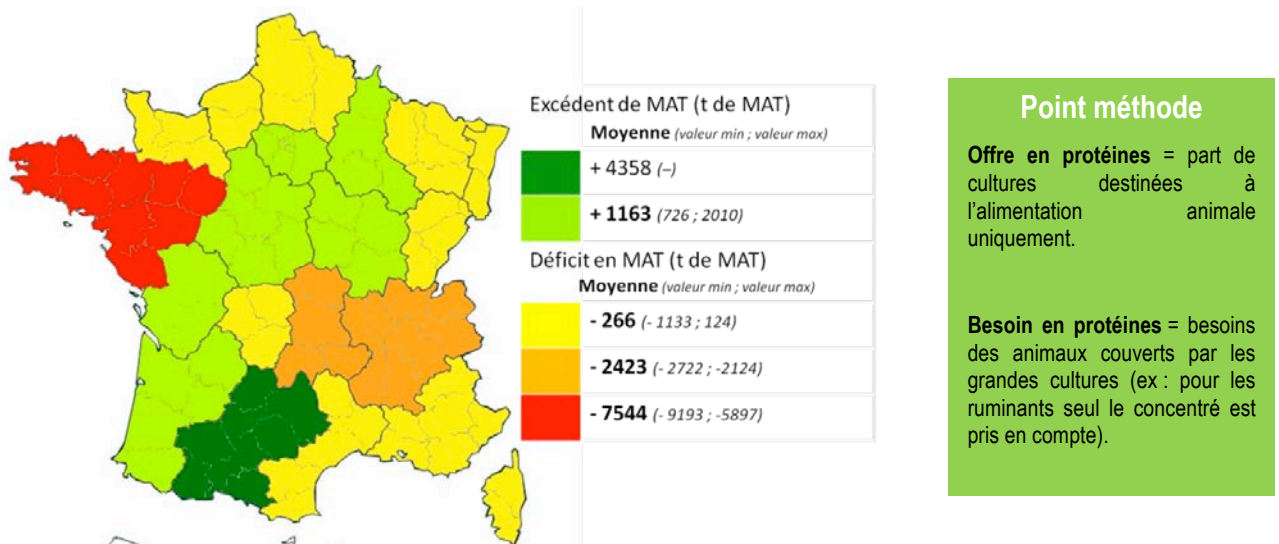 Excédent de MAT (t de MAT)
Moyenne (valeur min ; valeur max)
+ 4358 (–)
+ 1163 (726 ; 2010)
Déficit en MAT (t de MAT)
Moyenne (valeur min ; valeur max)
- 266 (- 1133 ; 124)
- 2423 (- 2722 ; -2124)
- 7544 (- 9193 ; -5897)
Point méthode
Offre en protéines = part de
cultures destinées à
l'alimentation animale
uniquement.
Besoin en protéines = besoins
des animaux couverts par les
grandes cultures (ex : pour les
ruminants seul le concentré est
pris en compte).